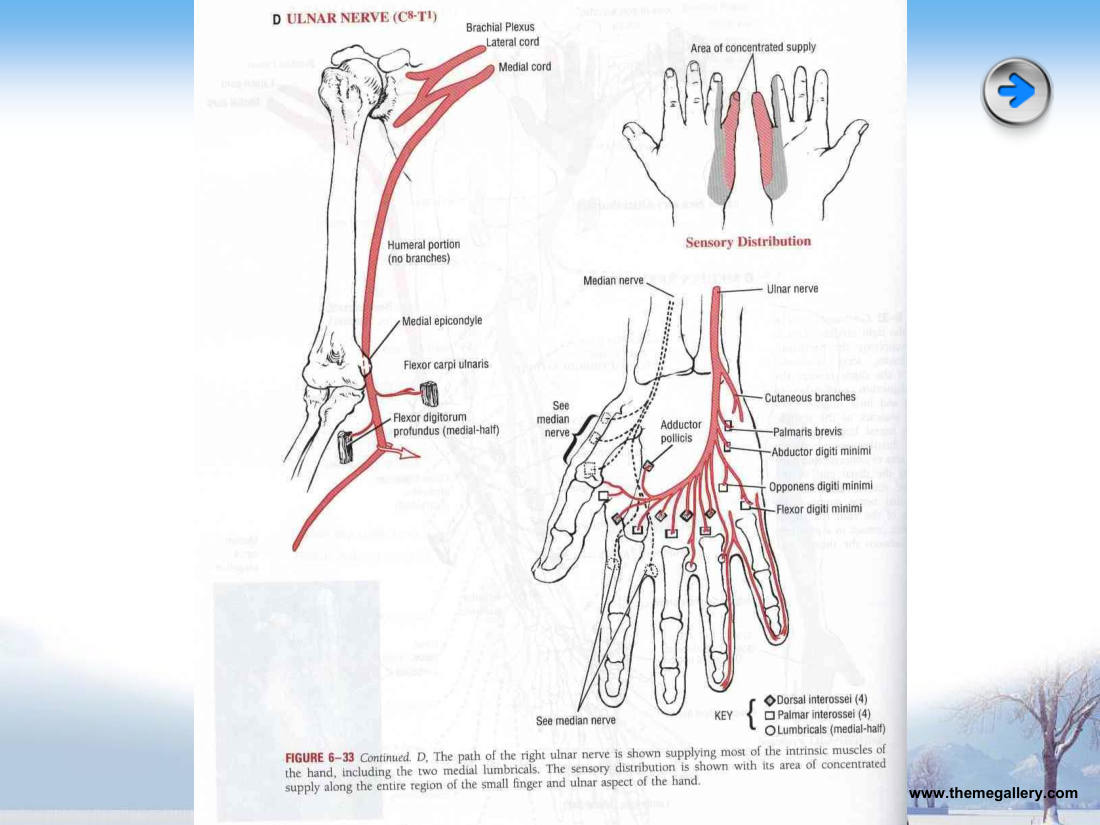 D ULNAR NERVE (C8-T1)
Brachial Plexus
Lateral cord
Medial cord
Humeral portion
(no branches)
Medial epicondyle
Flexor carpi ulnaris
Flexor digitorum
profundus (medial-half)
Area of concentrated supply
Sensory Distribution
Median nerve
Ulnar nerve
See
median
nerve
Adductor
pollicis
Cutaneous branches
Palmaris brevis
Abductor digiti minimi
Opponens digiti minimi
Flexor digiti minimi
See median nerve
KEY
Dorsal interossei (4)
Palmar interossei (4)
Lumbricals (medial-half)
FIGURE 6–33 Continued. D, The path of the right ulnar nerve is shown supplying most of the intrinsic muscles of
the hand, including the two medial lumbricals. The sensory distribution is shown with its area of concentrated
supply along the entire region of the small finger and ulnar aspect of the hand.
www.themegallery.com